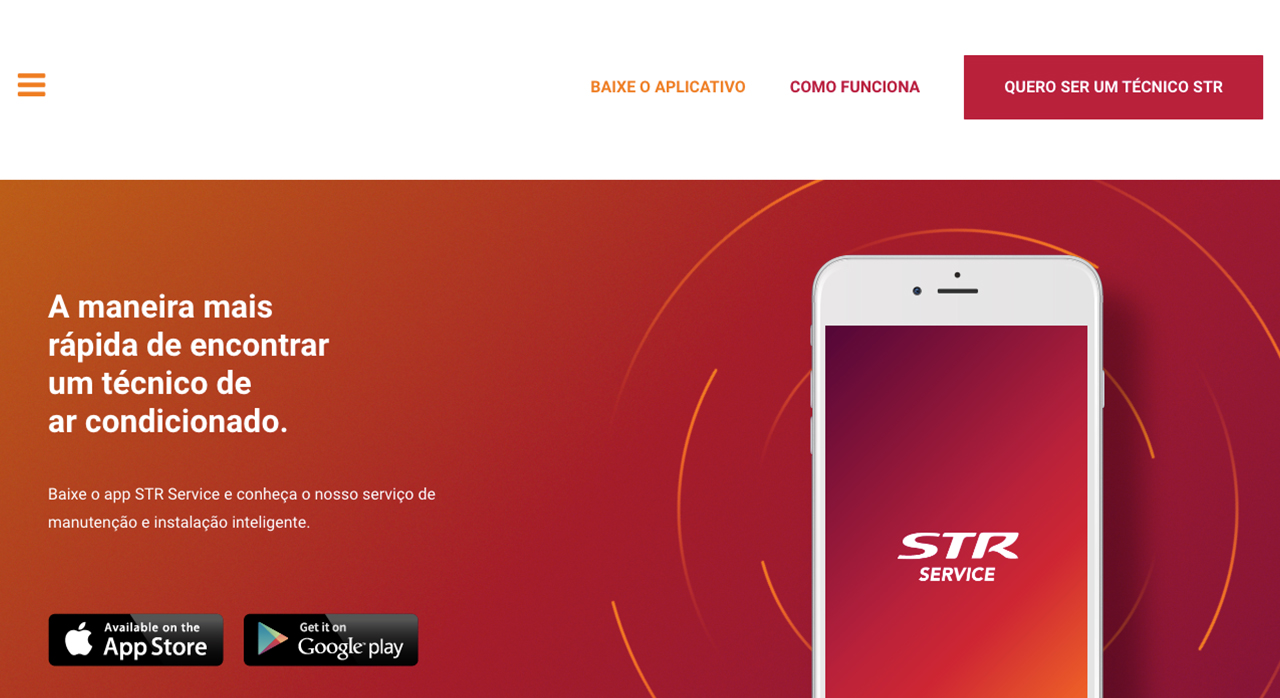 BAIXE O APLICATIVO
COMO FUNCIONA
QUERO SER UM TÉCNICO STR
A maneira mais
rápida de encontrar
um técnico de
ar condicionado.
Baixe o app STR Service e conheça o nosso serviço de
manutenção e instalação inteligente.
Available on the
App Store
Get it on
Google play
STR
SERVICE